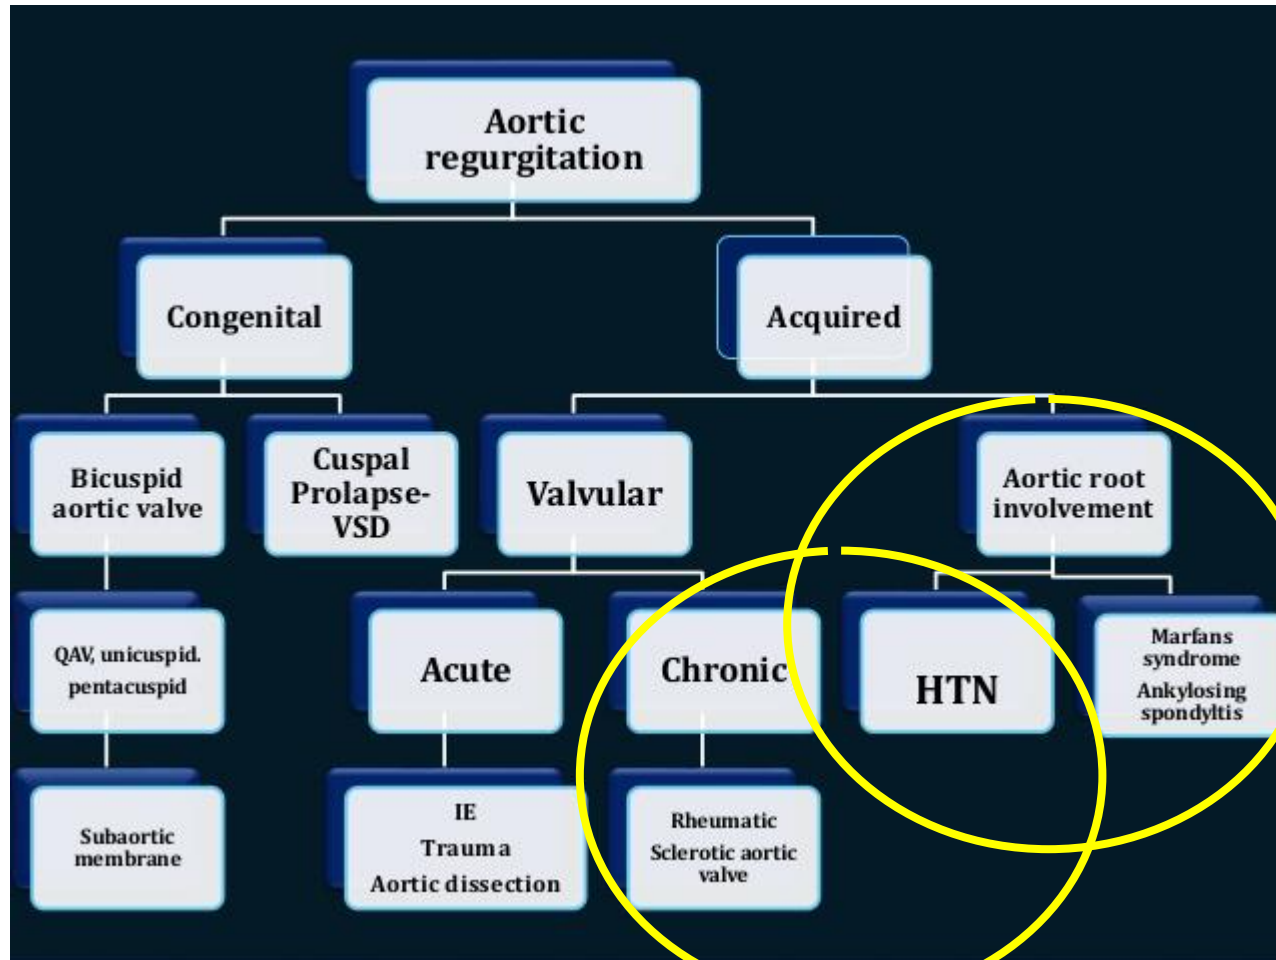 Aortic
regurgitation
Congenital
Acquired
Bicuspid
aortic valve
Cuspal
Prolapse-
VSD
Valvular
Aortic root
involvement
QAV, unicuspid.
pentacuspid
Acute
Chronic
HTN
Marfans
syndrome
Ankylosing
spondyltis
Subaortic
membrane
IE
Trauma
Aortic dissection
Rheumatic
Sclerotic aortic
valve